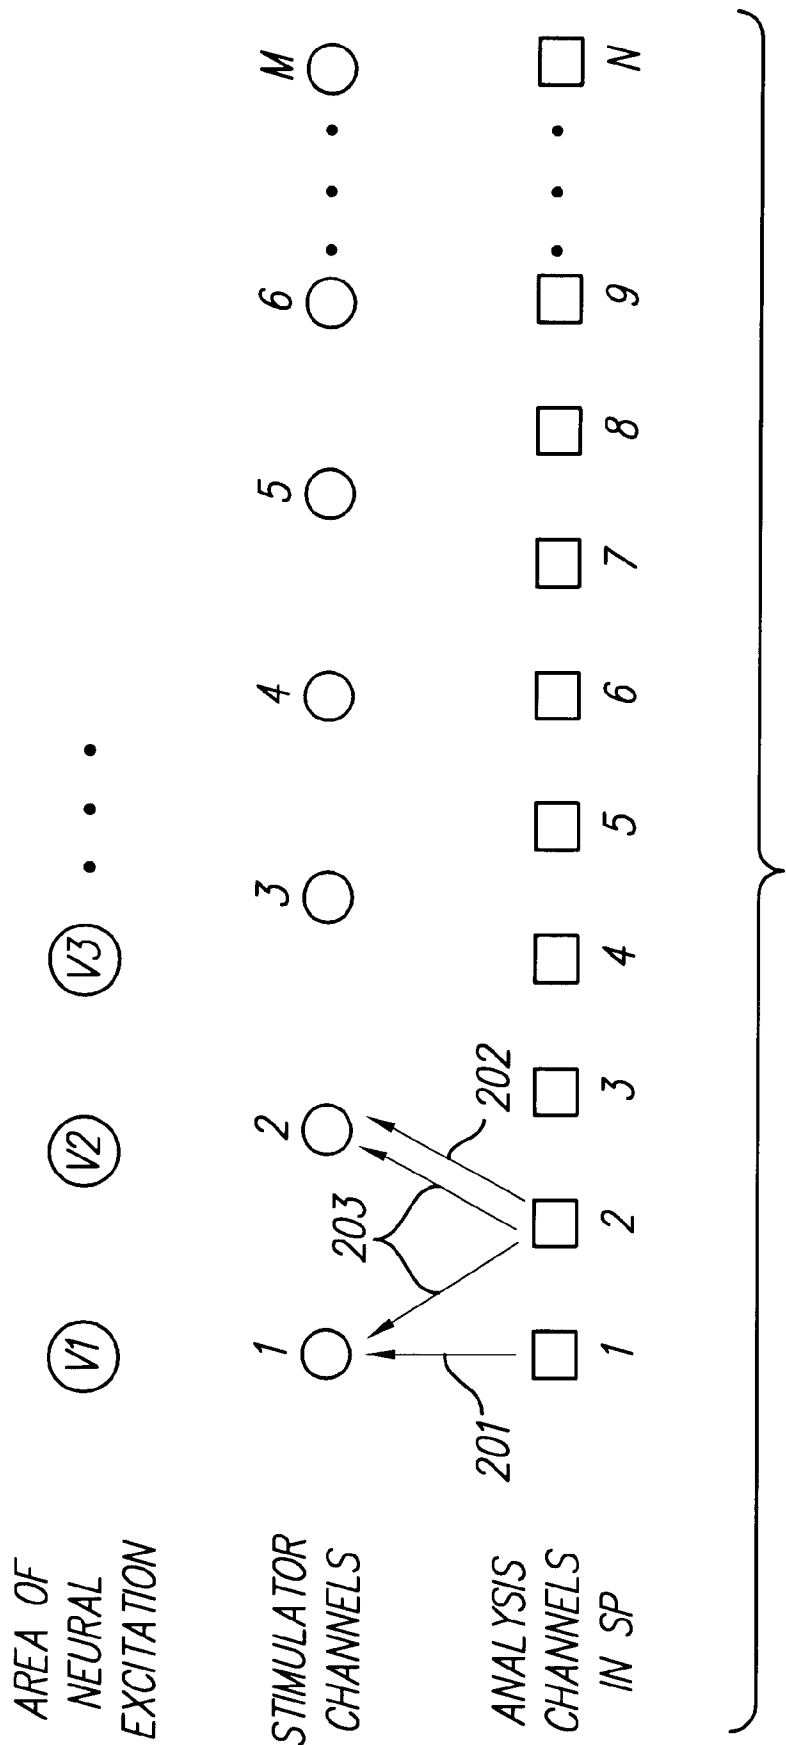 AREA OF
NEURAL
EXCITATION
V1 V2 V3
STIMULATOR
CHANNELS
1 2 3 4 5 6 M
203
202
201
ANALYSIS
CHANNELS
IN SP
1 2 3 4 5 6 7 8 9 N